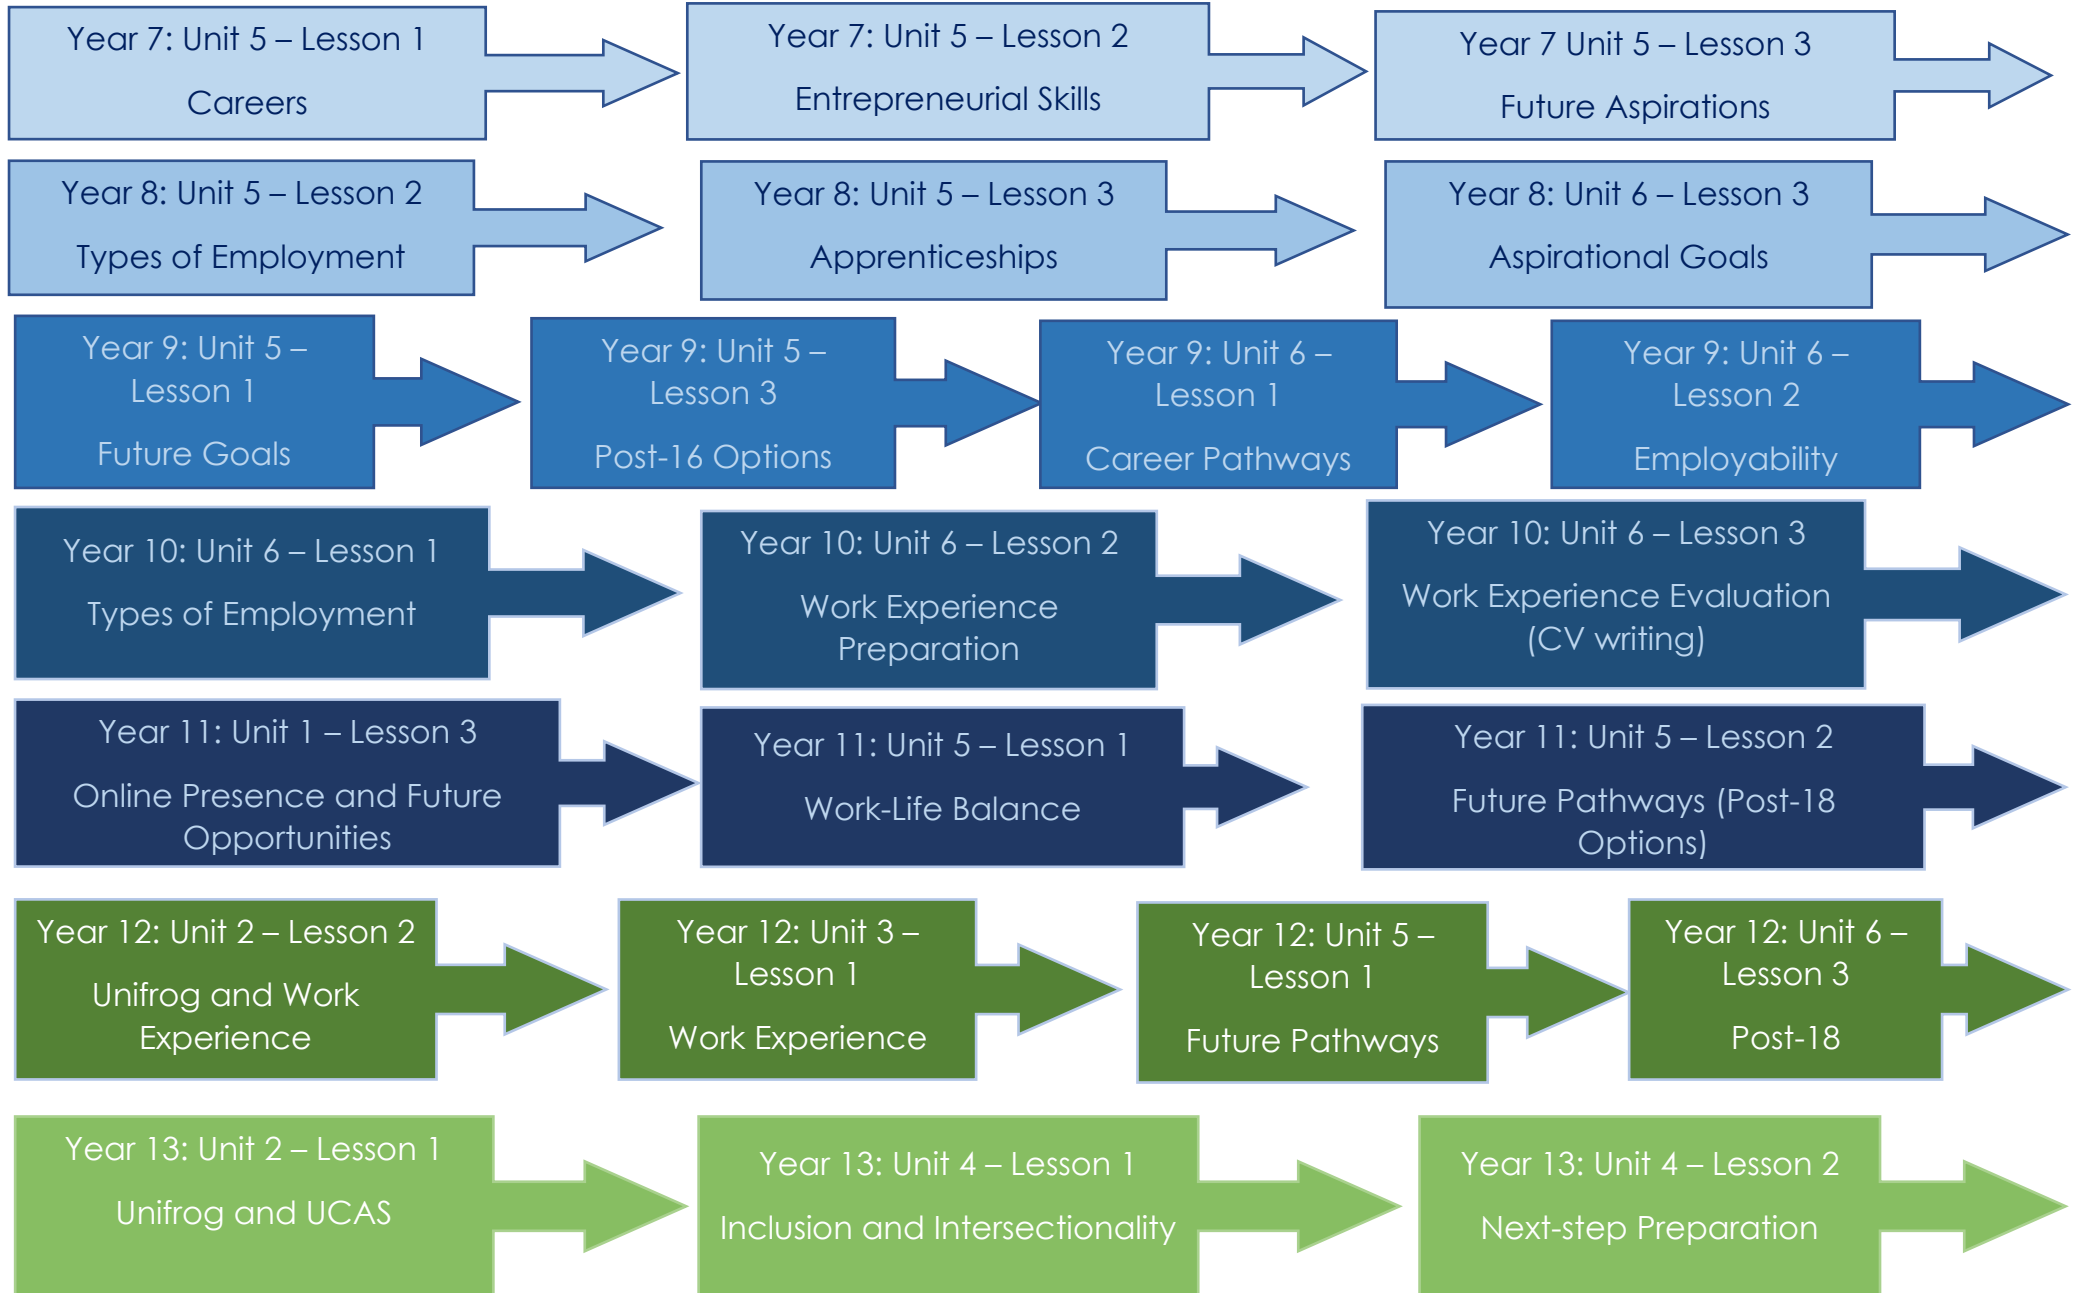 Year 7: Unit 5 – Lesson 1
Careers
Year 7: Unit 5 – Lesson 2
Entrepreneurial Skills
Year 7 Unit 5 – Lesson 3
Future Aspirations
Year 8: Unit 5 – Lesson 2
Types of Employment
Year 8: Unit 5 – Lesson 3
Apprenticeships
Year 8: Unit 6 – Lesson 3
Aspirational Goals
Year 9: Unit 5 –
Lesson 1
Future Goals
Year 9: Unit 5 –
Lesson 3
Post-16 Options
Year 9: Unit 6 –
Lesson 1
Career Pathways
Year 9: Unit 6 –
Lesson 2
Employability
Year 10: Unit 6 – Lesson 1
Types of Employment
Year 10: Unit 6 – Lesson 2
Work Experience
Preparation
Year 10: Unit 6 – Lesson 3
Work Experience Evaluation
(CV writing)
Year 11: Unit 1 – Lesson 3
Online Presence and Future
Opportunities
Year 11: Unit 5 – Lesson 1
Work-Life Balance
Year 11: Unit 5 – Lesson 2
Future Pathways (Post-18
Options)
Year 12: Unit 2 – Lesson 2
Unifrog and Work
Experience
Year 12: Unit 3 –
Lesson 1
Work Experience
Year 12: Unit 5 –
Lesson 1
Future Pathways
Year 12: Unit 6 –
Lesson 3
Post-18
Year 13: Unit 2 – Lesson 1
Unifrog and UCAS
Year 13: Unit 4 – Lesson 1
Inclusion and Intersectionality
Year 13: Unit 4 – Lesson 2
Next-step Preparation